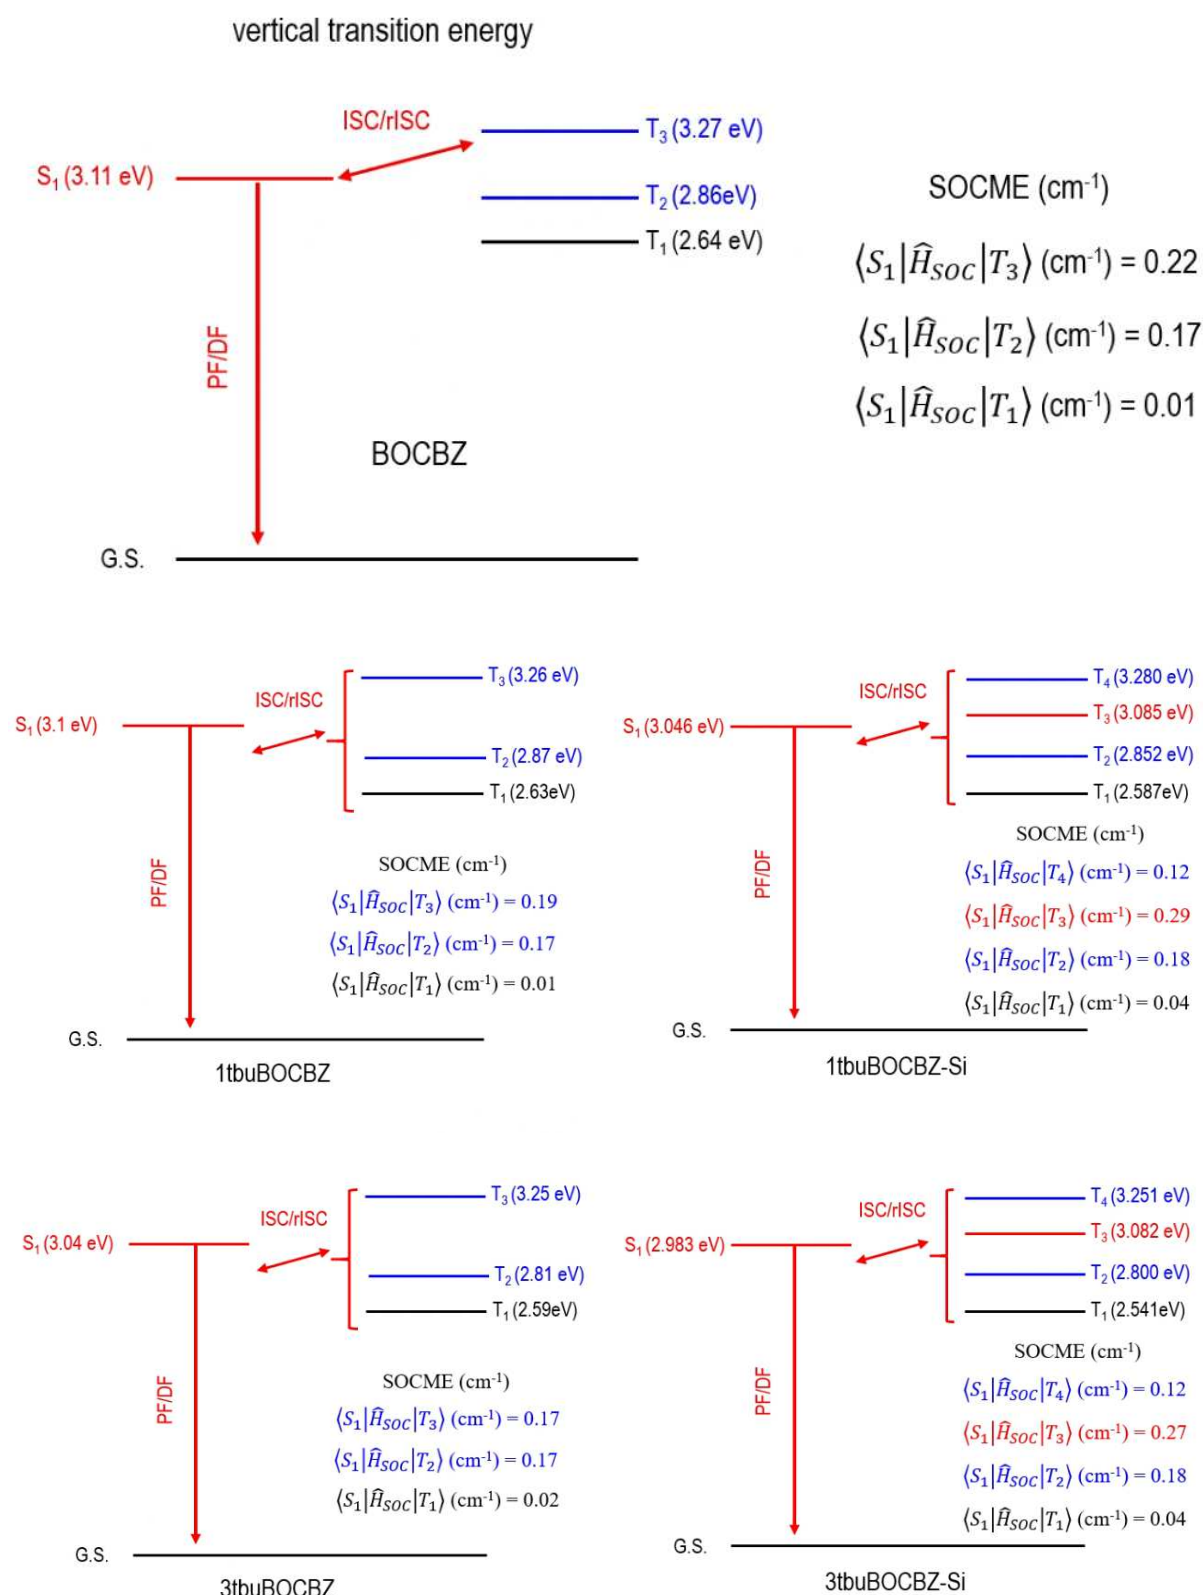 vertical transition energy
ISC/rISC
T3 (3.27 eV)
S1 (3.11 eV)
T2 (2.86eV)
T1 (2.64 eV)
SOCME (cm-1)
⟨S1|ĤSOC|T3⟩ (cm-1) = 0.22
⟨S1|ĤSOC|T2⟩ (cm-1) = 0.17
⟨S1|ĤSOC|T1⟩ (cm-1) = 0.01
PF/DF
BOCBZ
G.S.
T3 (3.26 eV)
ISC/rISC
S1 (3.1 eV)
T2 (2.87 eV)
T1 (2.63eV)
PF/DF
SOCME (cm-1)
⟨S1|ĤSOC|T3⟩ (cm-1) = 0.19
⟨S1|ĤSOC|T2⟩ (cm-1) = 0.17
⟨S1|ĤSOC|T1⟩ (cm-1) = 0.01
G.S.
1tbuBOCBZ
T4 (3.280 eV)
ISC/rISC
T3 (3.085 eV)
S1 (3.046 eV)
T2 (2.852 eV)
T1 (2.587eV)
SOCME (cm-1)
PF/DF
⟨S1|ĤSOC|T4⟩ (cm-1) = 0.12
⟨S1|ĤSOC|T3⟩ (cm-1) = 0.29
⟨S1|ĤSOC|T2⟩ (cm-1) = 0.18
⟨S1|ĤSOC|T1⟩ (cm-1) = 0.04
G.S.
1tbuBOCBZ-Si
T3 (3.25 eV)
ISC/rISC
S1 (3.04 eV)
T2 (2.81 eV)
T1 (2.59eV)
PF/DF
SOCME (cm-1)
⟨S1|ĤSOC|T3⟩ (cm-1) = 0.17
⟨S1|ĤSOC|T2⟩ (cm-1) = 0.17
⟨S1|ĤSOC|T1⟩ (cm-1) = 0.02
G.S.
3tbuBOCBZ
T4 (3.251 eV)
ISC/rISC
T3 (3.082 eV)
S1 (2.983 eV)
T2 (2.800 eV)
T1 (2.541eV)
SOCME (cm-1)
PF/DF
⟨S1|ĤSOC|T4⟩ (cm-1) = 0.12
⟨S1|ĤSOC|T3⟩ (cm-1) = 0.27
⟨S1|ĤSOC|T2⟩ (cm-1) = 0.18
⟨S1|ĤSOC|T1⟩ (cm-1) = 0.04
G.S.
3tbuBOCBZ-Si